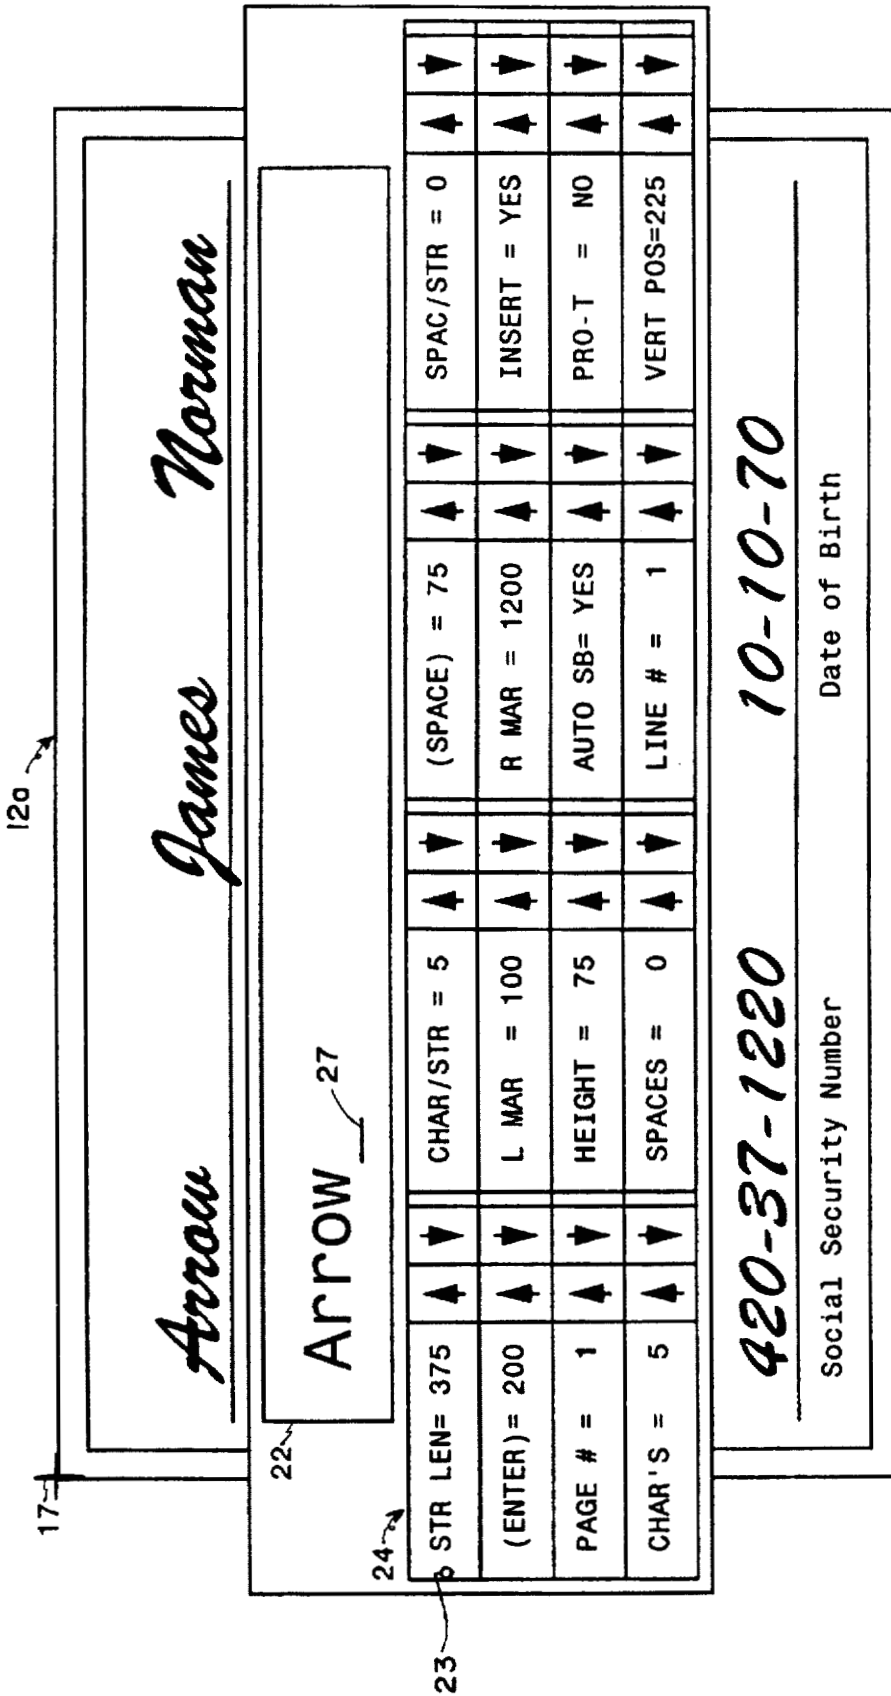 12a
17
Arrow James Norman
22
Arrow_ 27
24
23
STR LEN= 375 CHAR/STR = 5 (SPACE) = 75 SPAC/STR = 0
(ENTER)= 200 L MAR = 100 R MAR = 1200 INSERT = YES
PAGE # = 1 HEIGHT = 75 AUTO SB= YES PRO-T = NO
CHAR'S = 5 SPACES = 0 LINE # = 1 VERT POS=225
420-37-1220 10-10-70
Social Security Number Date of Birth